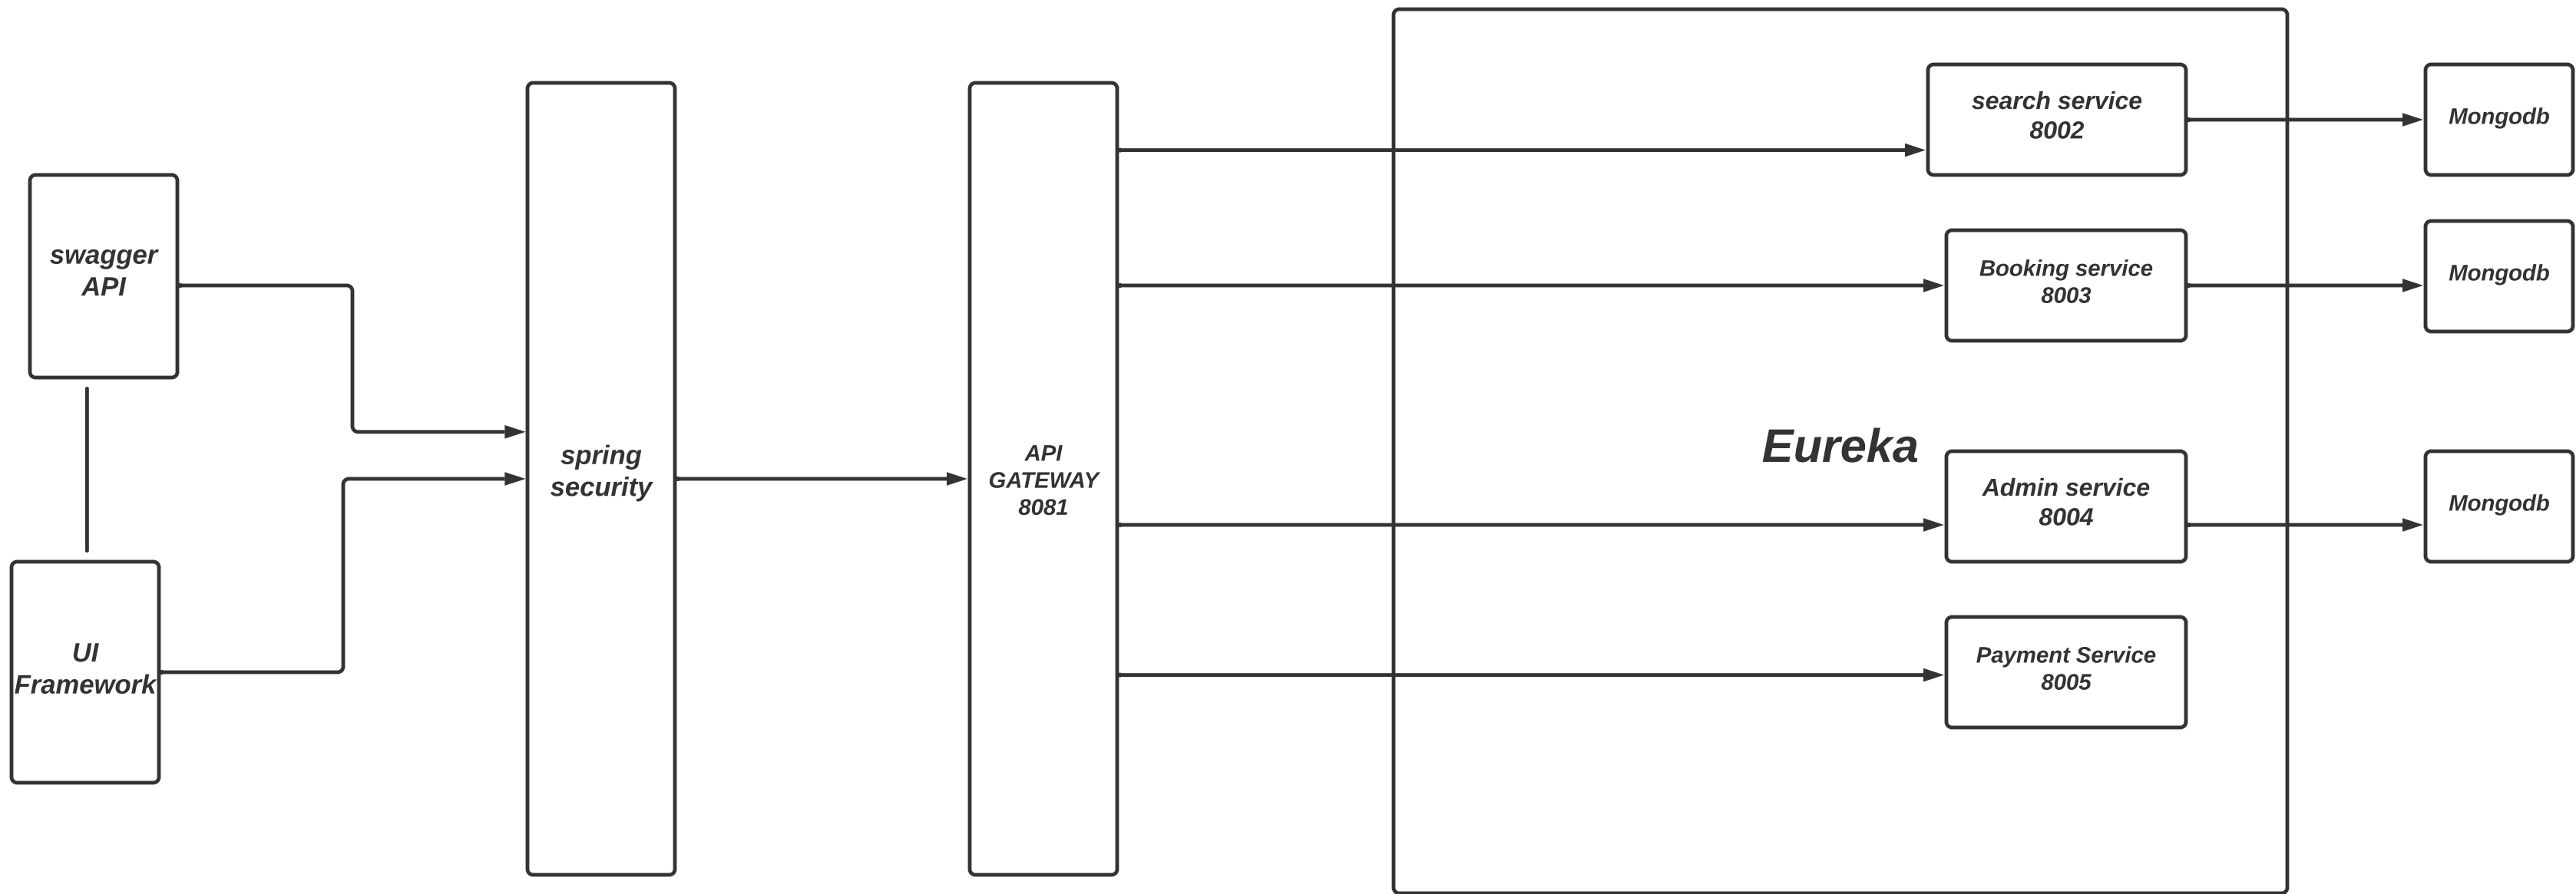 swagger
API
UI
Framework
spring
security
API
GATEWAY
8081
Eureka
search service
8002
Booking service
8003
Admin service
8004
Payment Service
8005
Mongodb
Mongodb
Mongodb